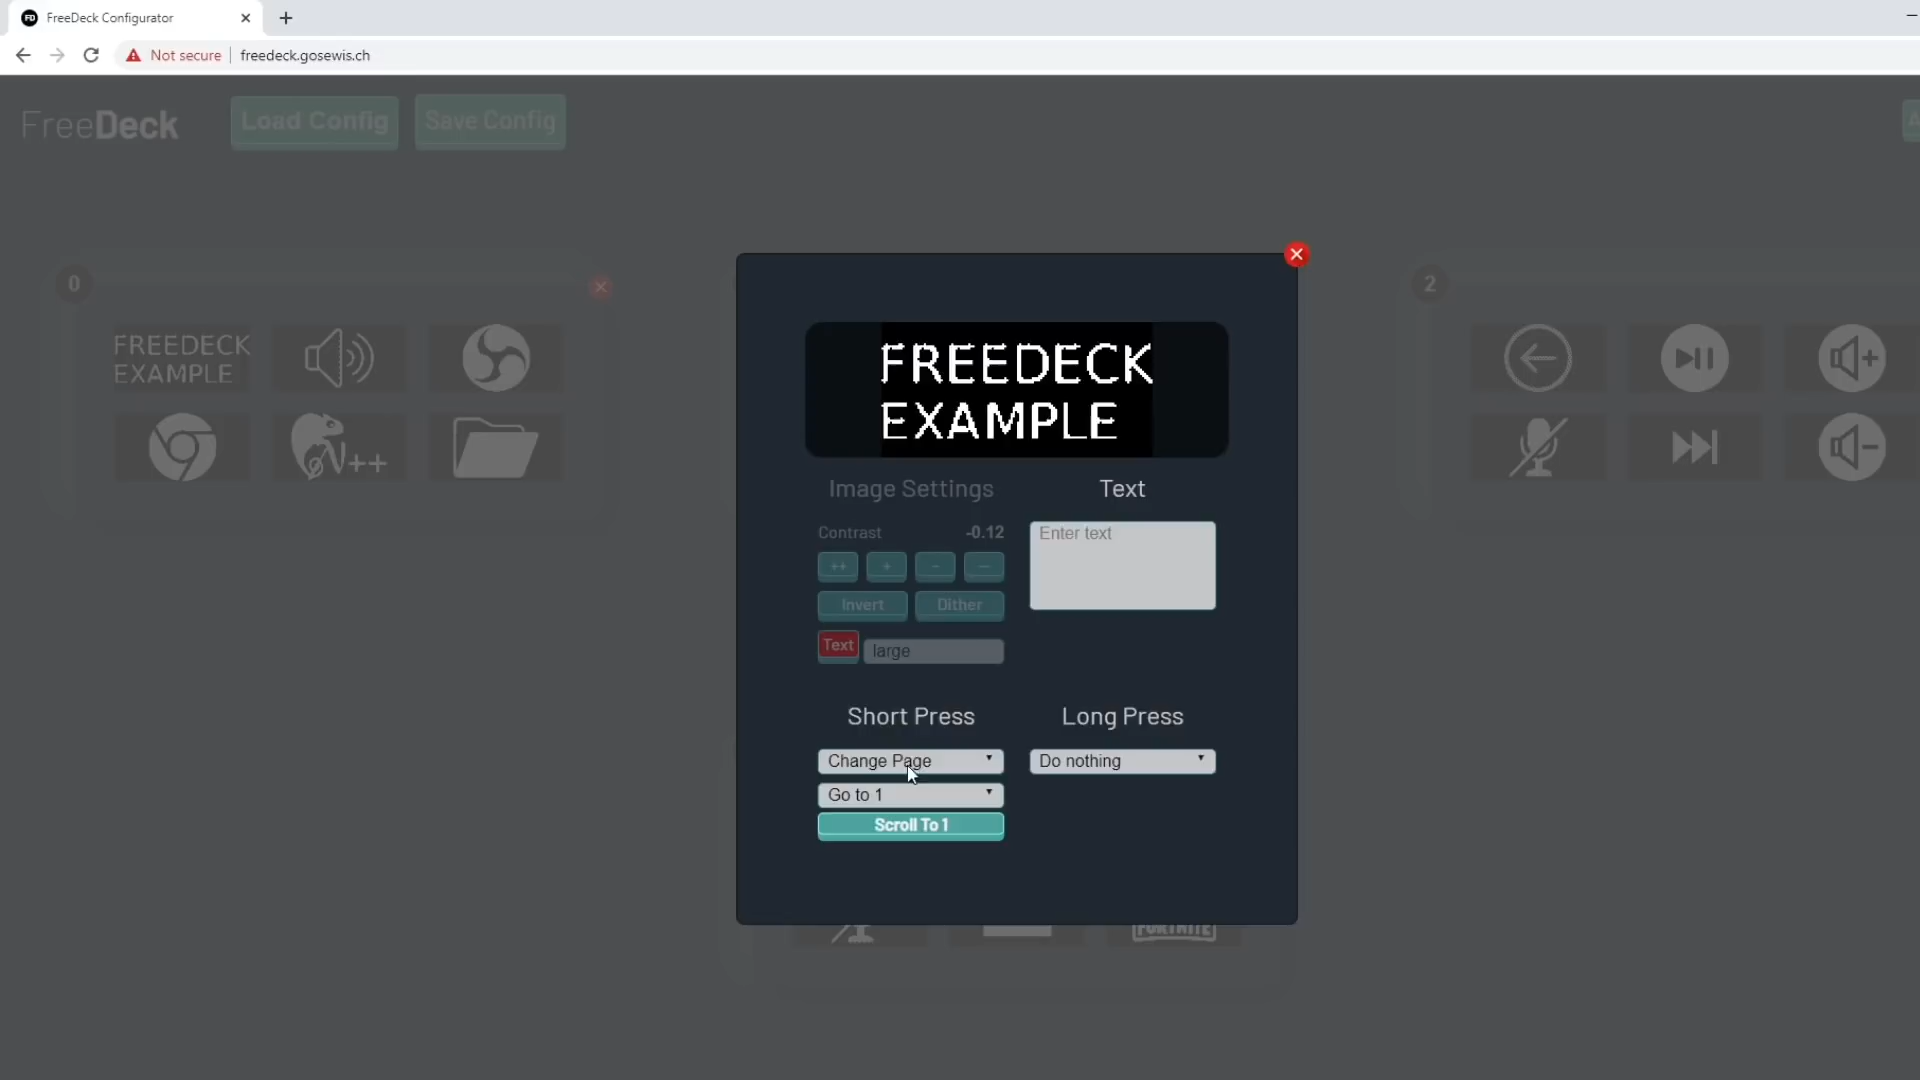 FreeDeck Configurator
Not secure
freedeck.gosewis.ch
FreeDeck
Load Config
Save Config
0
2
FREEDECK
EXAMPLE
++
FREEDECK
EXAMPLE
Image Settings
Text
Contrast
-0.12
Enter text
++
+
-
--
Invert
Dither
Text
large
Short Press
Long Press
Change Page
Do nothing
Go to 1
Scroll To 1
FORTNITE